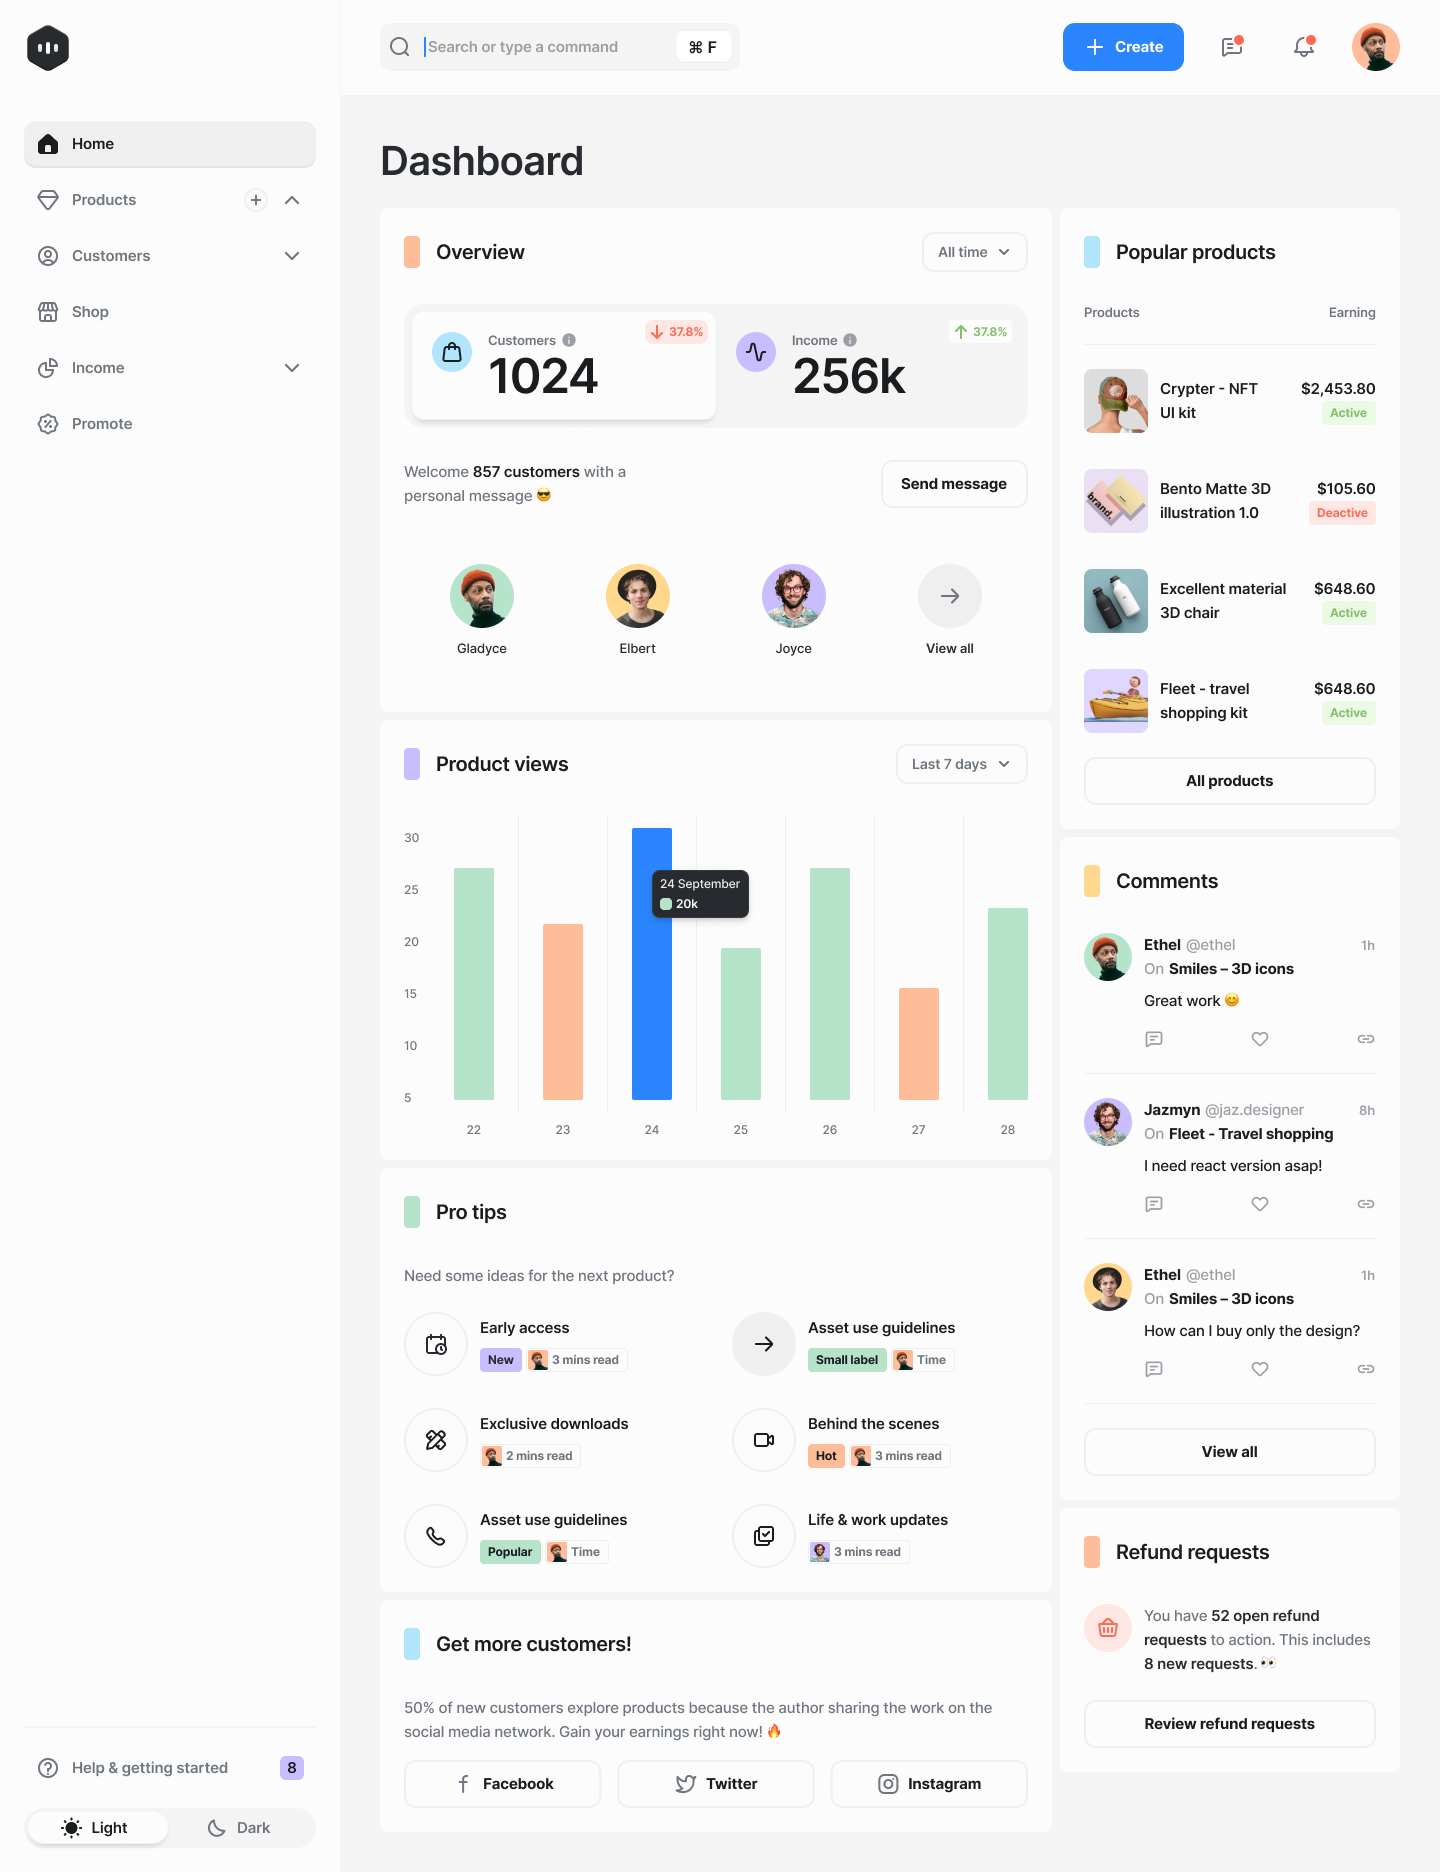 Search or type a command
⌘ F
Create
Home
Products
Customers
Shop
Income
Promote
Help & getting started
8
Light
Dark
Dashboard
Overview
All time
Customers
37.8%
1024
Income
37.8%
256k
Welcome 857 customers with a
personal message 😎
Send message
Gladyce
Elbert
Joyce
View all
Product views
Last 7 days
30
25
20
15
10
5
24 September
20k
22
23
24
25
26
27
28
Pro tips
Need some ideas for the next product?
Early access
New
3 mins read
Asset use guidelines
Small label
Time
Exclusive downloads
2 mins read
Behind the scenes
Hot
3 mins read
Asset use guidelines
Popular
Time
Life & work updates
3 mins read
Get more customers!
50% of new customers explore products because the author sharing the work on the
social media network. Gain your earnings right now! 🔥
Facebook
Twitter
Instagram
Popular products
Products
Earning
Crypter - NFT
UI kit
$2,453.80
Active
brand.
Bento Matte 3D
illustration 1.0
$105.60
Deactive
Excellent material
3D chair
$648.60
Active
Fleet - travel
shopping kit
$648.60
Active
All products
Comments
Ethel @ethel
1h
On Smiles – 3D icons
Great work 😊
Jazmyn @jaz.designer
8h
On Fleet - Travel shopping
I need react version asap!
Ethel @ethel
1h
On Smiles – 3D icons
How can I buy only the design?
View all
Refund requests
You have 52 open refund
requests to action. This includes
8 new requests. 👀
Review refund requests